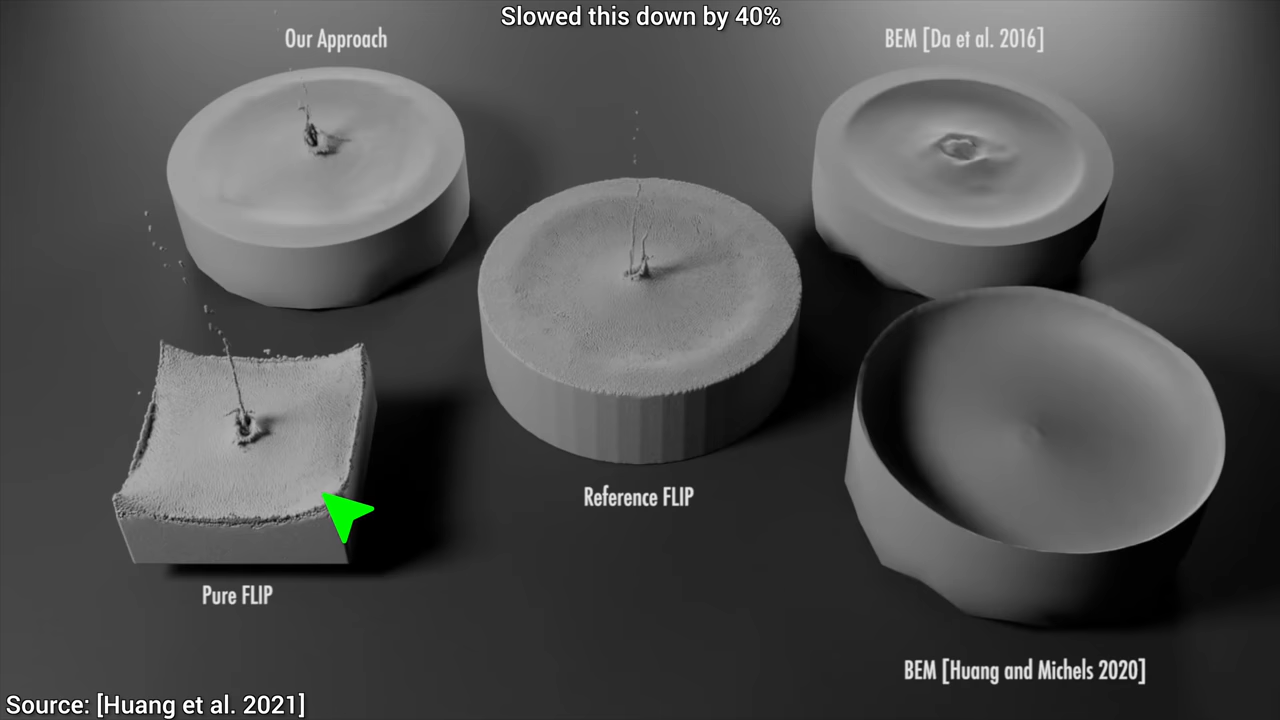 Slowed this down by 40%
Our Approach
BEM [Da et al. 2016]
Reference FLIP
Pure FLIP
BEM [Huang and Michels 2020]
Source: [Huang et al. 2021]